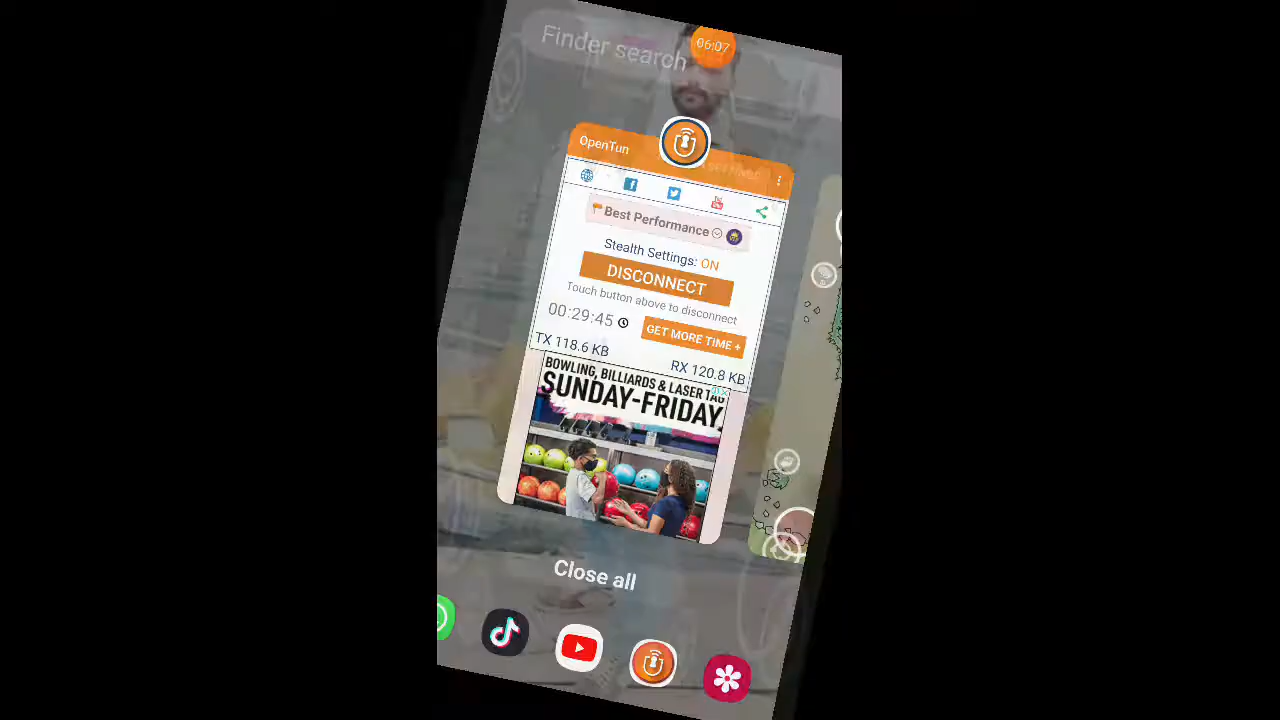 Finder search
06:07
OpenTun
Best Performance
Stealth Settings: ON
DISCONNECT
Touch button above to disconnect
00:29:45
GET MORE TIME +
TX 118.6 KB
RX 120.8 KB
BOWLING, BILLIARDS & LASER TAG
SUNDAY-FRIDAY
Close all